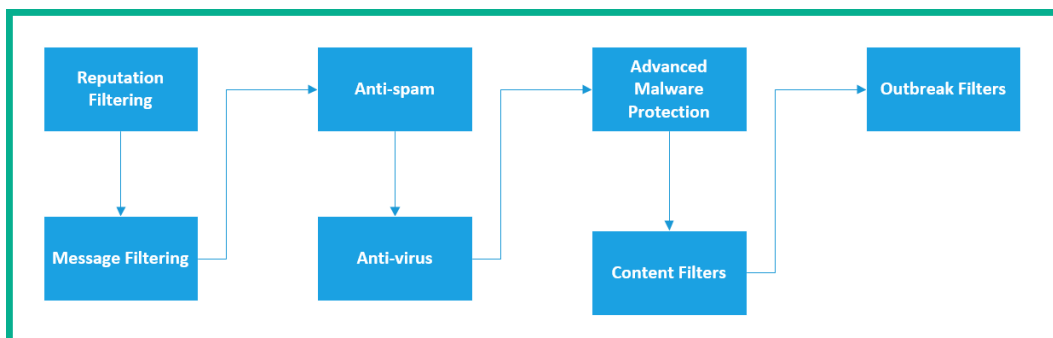 Reputation
Filtering
Message Filtering
Anti-spam
Anti-virus
Advanced
Malware
Protection
Content Filters
Outbreak Filters